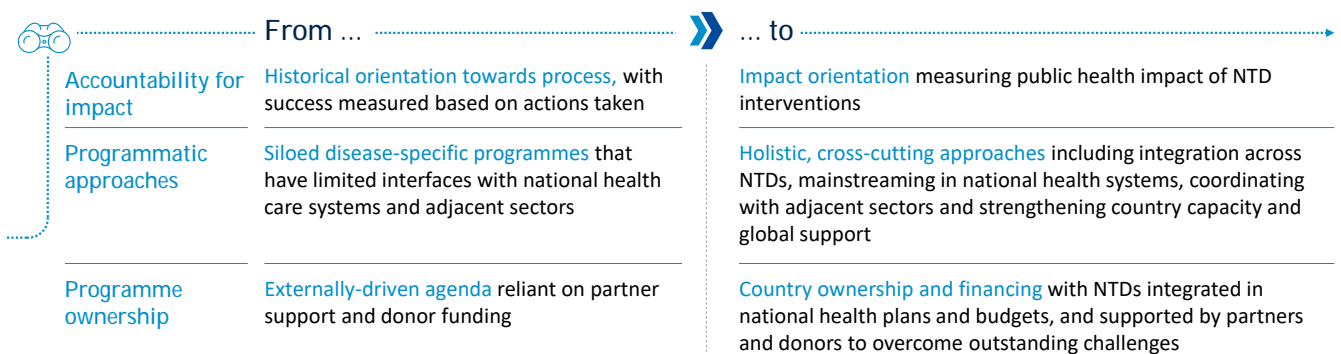 From ...
... to
Accountability for
impact
Historical orientation towards process, with
success measured based on actions taken
Impact orientation measuring public health impact of NTD
interventions
Programmatic
approaches
Siloed disease-specific programmes that
have limited interfaces with national health
care systems and adjacent sectors
Holistic, cross-cutting approaches including integration across
NTDs, mainstreaming in national health systems, coordinating
with adjacent sectors and strengthening country capacity and
global support
Programme
ownership
Externally-driven agenda reliant on partner
support and donor funding
Country ownership and financing with NTDs integrated in
national health plans and budgets, and supported by partners
and donors to overcome outstanding challenges